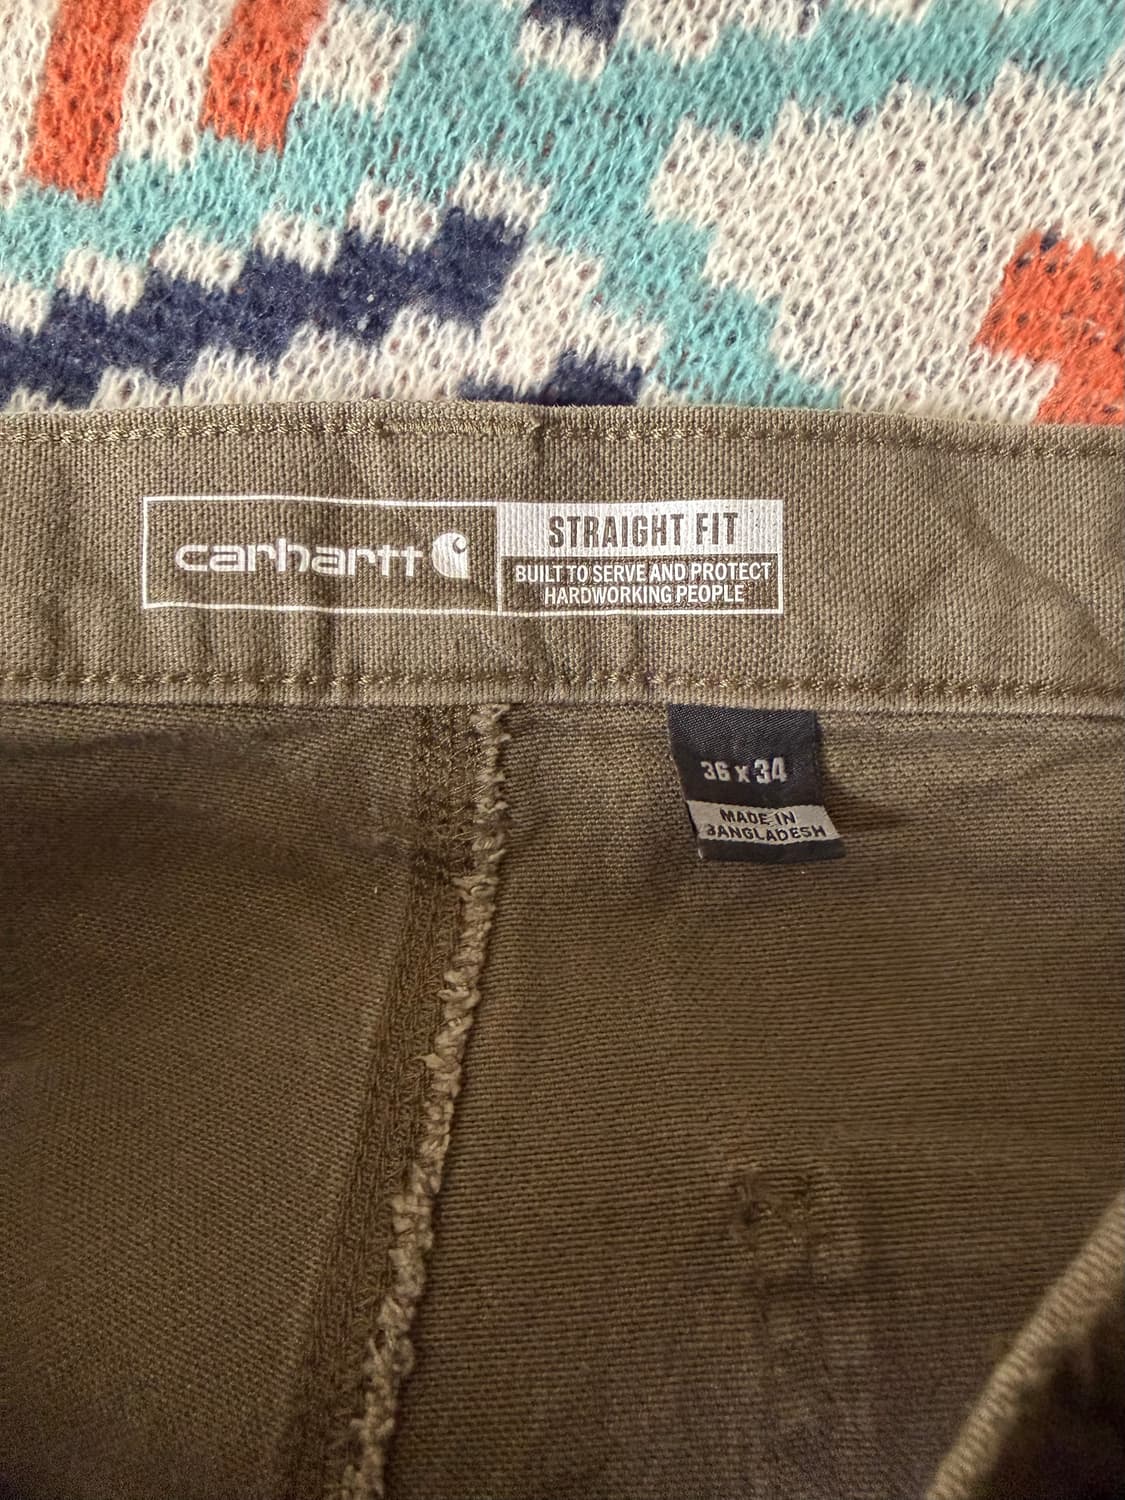 carhartt
STRAIGHT FIT
BUILT TO SERVE AND PROTECT
HARDWORKING PEOPLE
36 x 34
MADE IN
BANGLADESH